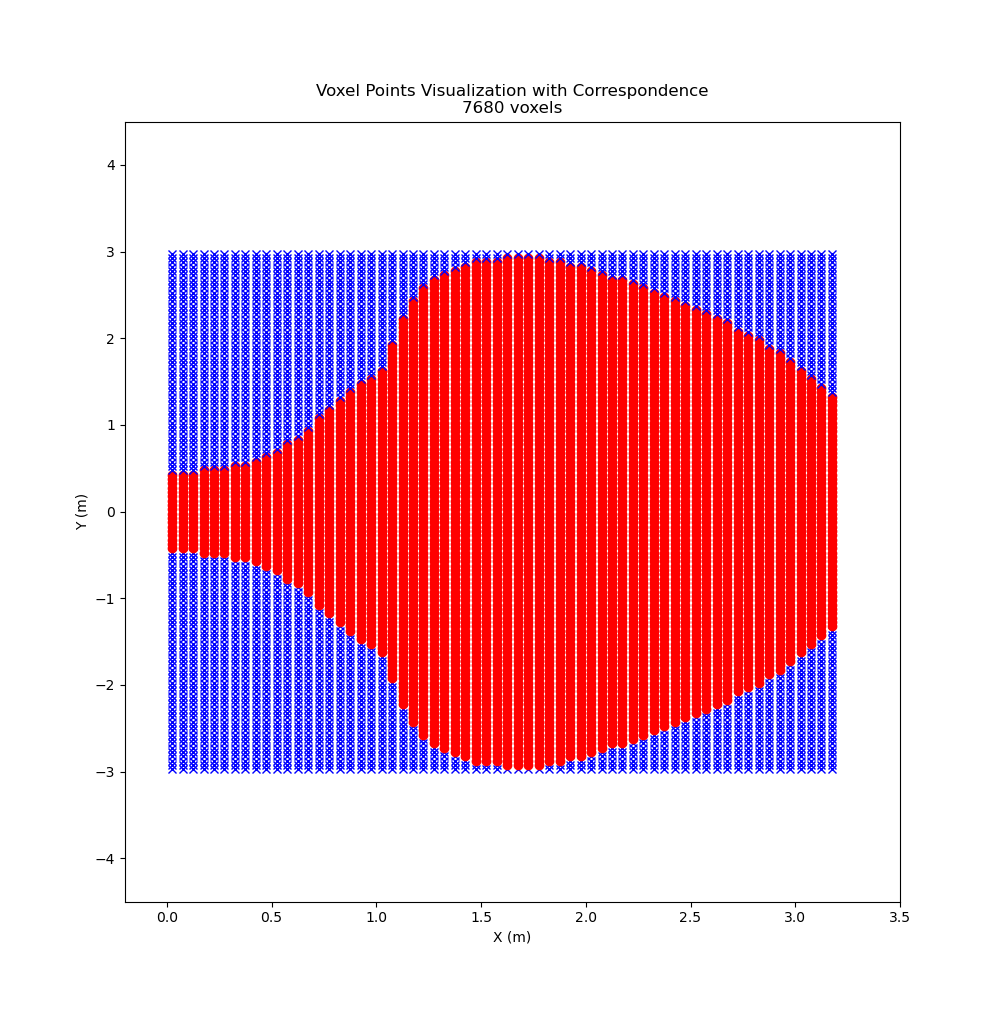 Voxel Points Visualization with Correspondence
7680 voxels
4
3
2
1
0
−1
−2
−3
−4
Y (m)
0.0 0.5 1.0 1.5 2.0 2.5 3.0 3.5
X (m)